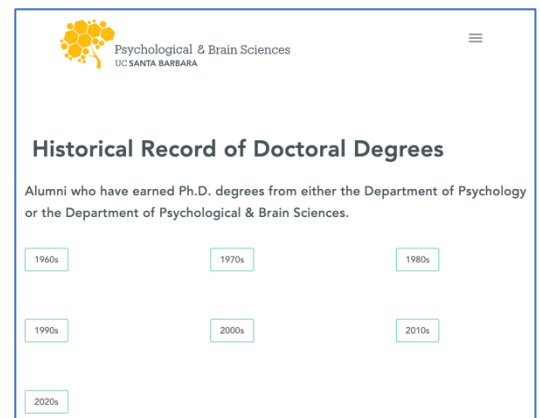 Psychological & Brain Sciences
UC SANTA BARBARA
Historical Record of Doctoral Degrees
Alumni who have earned Ph.D. degrees from either the Department of Psychology
or the Department of Psychological & Brain Sciences.
1960s
1970s
1980s
1990s
2000s
2010s
2020s